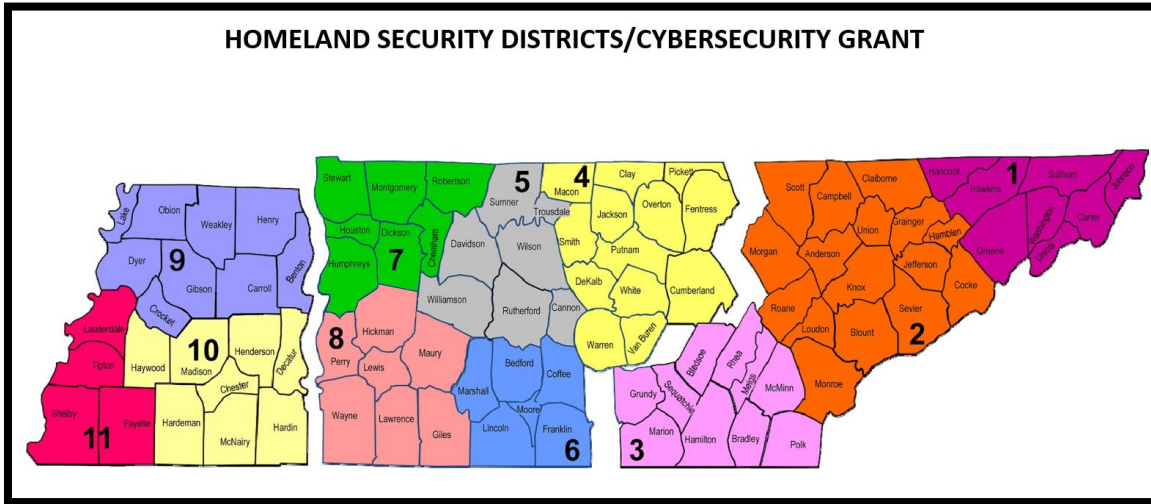 HOMELAND SECURITY DISTRICTS/CYBERSECURITY GRANT
Lake
Obion
Weakley
Henry
Dyer
9
Gibson
Carroll
Benton
Crocket
Lauderdale
Tipton
Shelby
Fayette
11
Haywood
10
Madison
Henderson
Decatur
Chester
Hardeman
McNairy
Hardin
Stewart
Montgomery
Robertson
Houston
Dickson
Cheatham
Humphreys
7
8
Hickman
Perry
Lewis
Maury
Wayne
Lawrence
Giles
5
Sumner
Trousdale
Davidson
Wilson
Williamson
Rutherford
Cannon
Bedford
Coffee
Marshall
Moore
Lincoln
Franklin
6
4
Macon
Clay
Pickett
Jackson
Overton
Fentress
Smith
Putnam
DeKalb
White
Cumberland
Warren
Van Buren
Bledsoe
Rhea
Meigs
McMinn
Grundy
Sequatchie
Marion
3
Hamilton
Bradley
Polk
Scott
Campbell
Claiborne
Union
Grainger
Hamblen
Morgan
Anderson
Jefferson
Cocke
Knox
Roane
Loudon
Blount
Sevier
2
Monroe
Hancock
Hawkins
1
Sullivan
Johnson
Greene
Washington
Carter
Unicoi